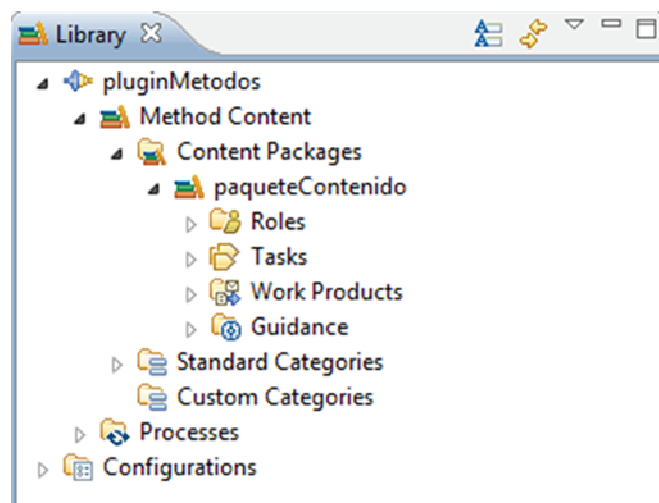 Library
pluginMetodos
Method Content
Content Packages
paqueteContenido
Roles
Tasks
Work Products
Guidance
Standard Categories
Custom Categories
Processes
Configurations